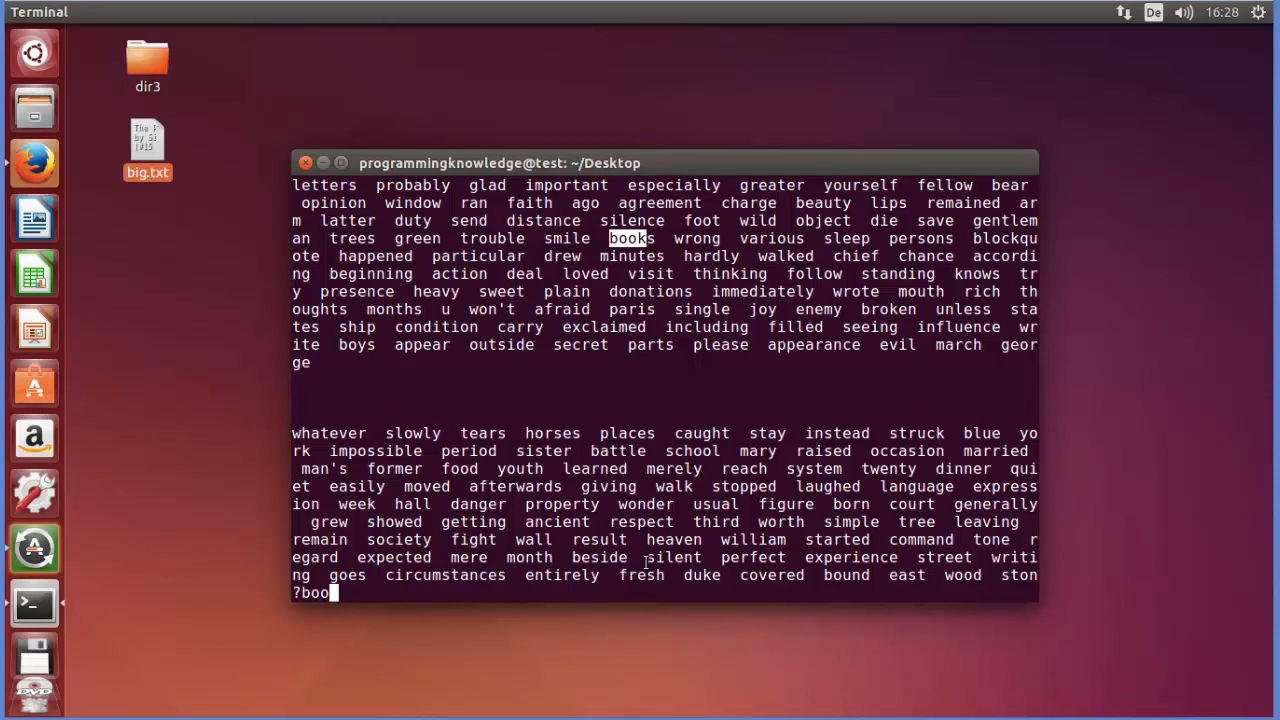 Terminal
De
16:28
dir3
The
by Si
big.txt
programmingknowledge@test: ~/Desktop
letters probably glad important especially greater yourself fellow bear
opinion window ran faith ago agreement charge beauty lips remained ar
m latter duty send distance silence foot wild object die save gentlem
an trees green trouble smile books wrong various sleep persons blockqu
ote happened particular drew minutes hardly walked chief chance accordi
ng beginning action deal loved visit thinking follow standing knows tr
y presence heavy sweet plain donations immediately wrote mouth rich th
oughts months u won't afraid paris single joy enemy broken unless sta
tes ship condition carry exclaimed including filled seeing influence wr
ite boys appear outside secret parts please appearance evil march geor
ge
whatever slowly tears horses places caught stay instead struck blue yo
rk impossible period sister battle school mary raised occasion married
man's former food youth learned merely reach system twenty dinner qui
et easily moved afterwards giving walk stopped laughed language express
ion week hall danger property wonder usual figure born court generally
grew showed getting ancient respect third worth simple tree leaving
remain society fight wall result heaven william started command tone r
egard expected mere month beside silent perfect experience street writi
ng goes circumstances entirely fresh duke covered bound east wood ston
?boo
DVD